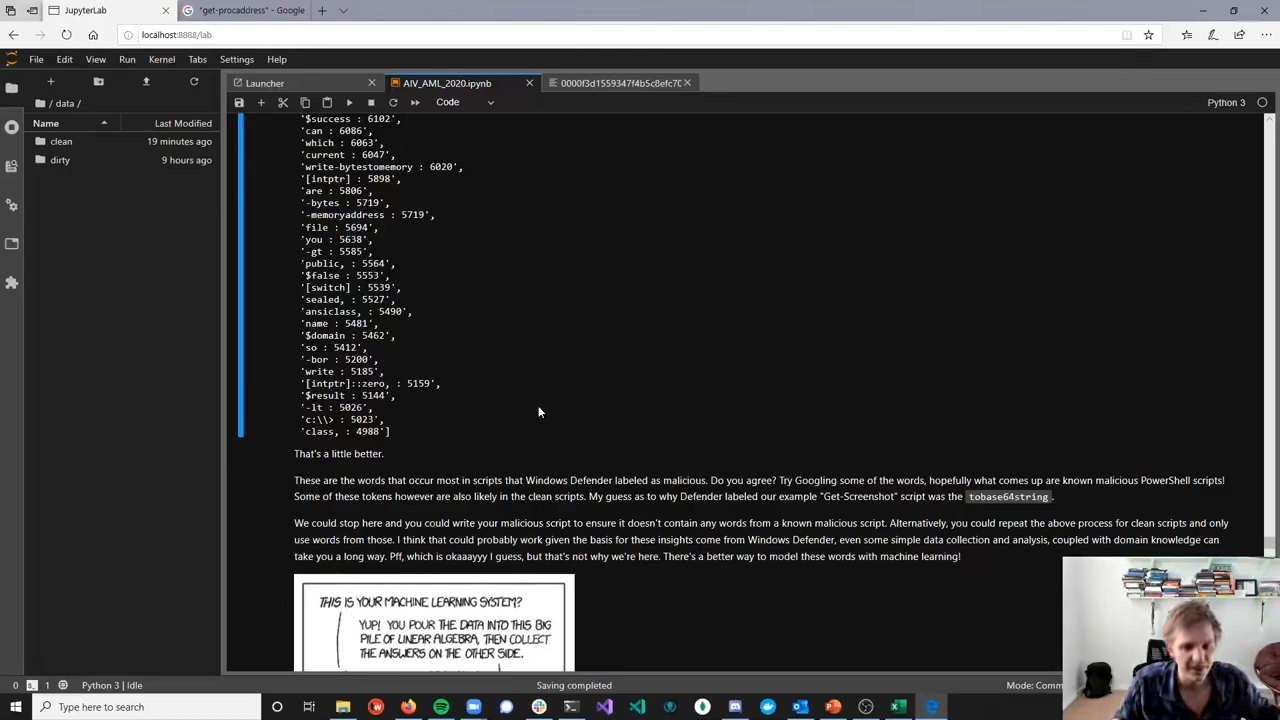 JupyterLab
"get-procaddress" - Google
localhost:8888/lab
File Edit View Run Kernel Tabs Settings Help
Launcher
AIV_AML_2020.ipynb
0000f3d1559347f4b5c8efc7
Code
Python 3
/ data /
Name
Last Modified
clean
19 minutes ago
dirty
9 hours ago
'$success : 6102',
'can : 6086',
'which : 6063',
'current : 6047',
'write-bytestomemory : 6020',
'[intptr] : 5898',
'are : 5806',
'-bytes : 5719',
'-memoryaddress : 5719',
'file : 5694',
'you : 5638',
'-gt : 5585',
'public, : 5564',
'$false : 5553',
'[switch] : 5539',
'sealed, : 5527',
'ansiclass, : 5490',
'name : 5481',
'$domain : 5462',
'so : 5412',
'-bor : 5200',
'write : 5185',
'[intptr]::zero, : 5159',
'$result : 5144',
'-lt : 5026',
'c:\\> : 5023',
'class, : 4988']
That's a little better.
These are the words that occur most in scripts that Windows Defender labeled as malicious. Do you agree? Try Googling some of the words, hopefully what comes up are known malicious PowerShell scripts!
Some of these tokens however are also likely in the clean scripts. My guess as to why Defender labeled our example "Get-Screenshot" script was the tobase64string.
We could stop here and you could write your malicious script to ensure it doesn't contain any words from a known malicious script. Alternatively, you could repeat the above process for clean scripts and only
use words from those. I think that could probably work given the basis for these insights come from Windows Defender, even some simple data collection and analysis, coupled with domain knowledge can
take you a long way. Pff, which is okaaayyy I guess, but that's not why we're here. There's a better way to model these words with machine learning!
THIS IS YOUR MACHINE LEARNING SYSTEM?
YUP! YOU POUR THE DATA INTO THIS BIG
PILE OF LINEAR ALGEBRA, THEN COLLECT
THE ANSWERS ON THE OTHER SIDE.
0
1
Python 3 | Idle
Saving completed
Mode: Comm
Type here to search